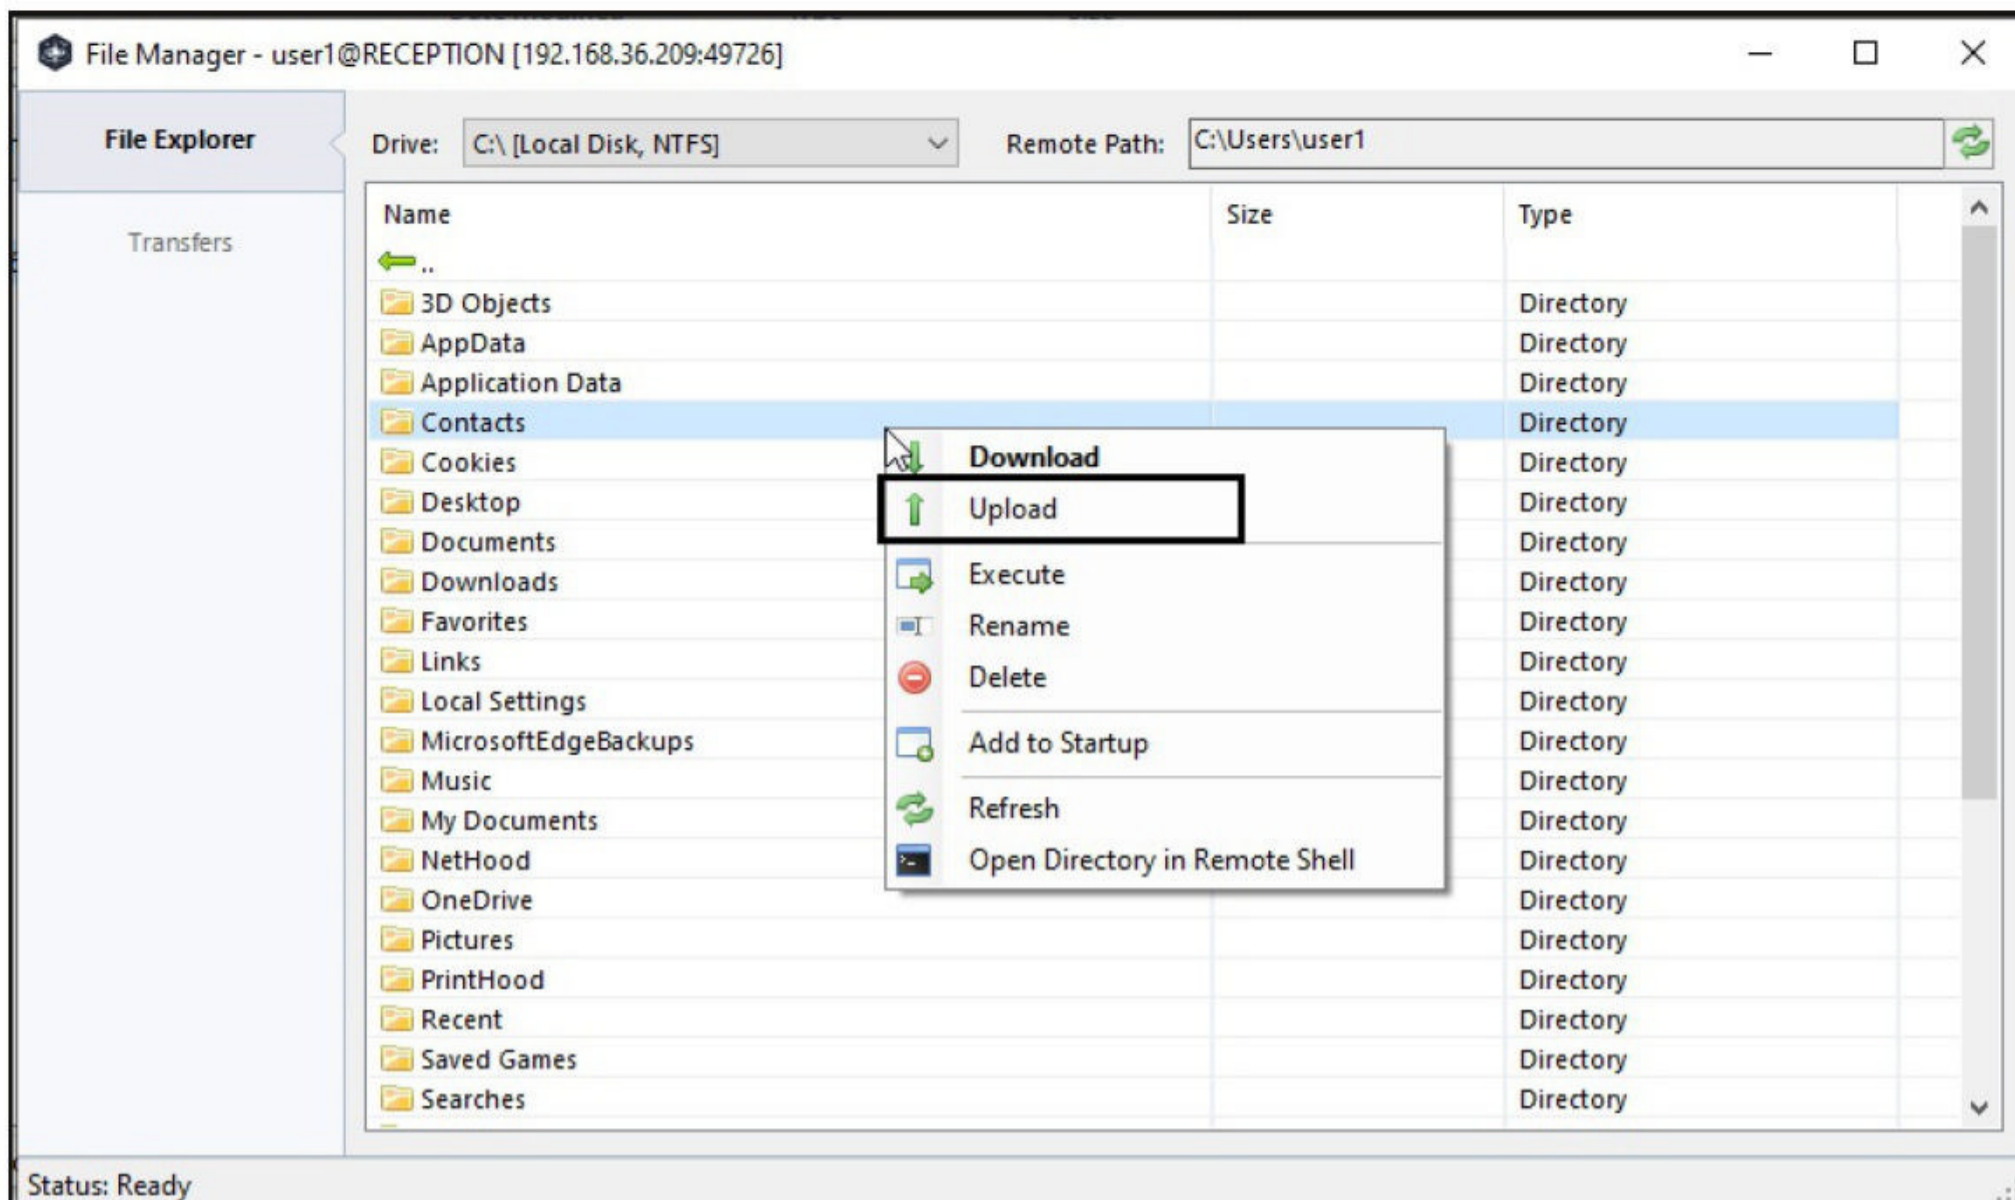 File Manager - user1@RECEPTION [192.168.36.209:49726]
File Explorer
Transfers
Drive: C:\ [Local Disk, NTFS] Remote Path: C:\Users\user1
Name Size Type
..
3D Objects Directory
AppData Directory
Application Data Directory
Contacts Directory
Cookies Directory
Desktop Directory
Documents Directory
Downloads Directory
Favorites Directory
Links Directory
Local Settings Directory
MicrosoftEdgeBackups Directory
Music Directory
My Documents Directory
NetHood Directory
OneDrive Directory
Pictures Directory
PrintHood Directory
Recent Directory
Saved Games Directory
Searches Directory
Download
Upload
Execute
Rename
Delete
Add to Startup
Refresh
Open Directory in Remote Shell
Status: Ready